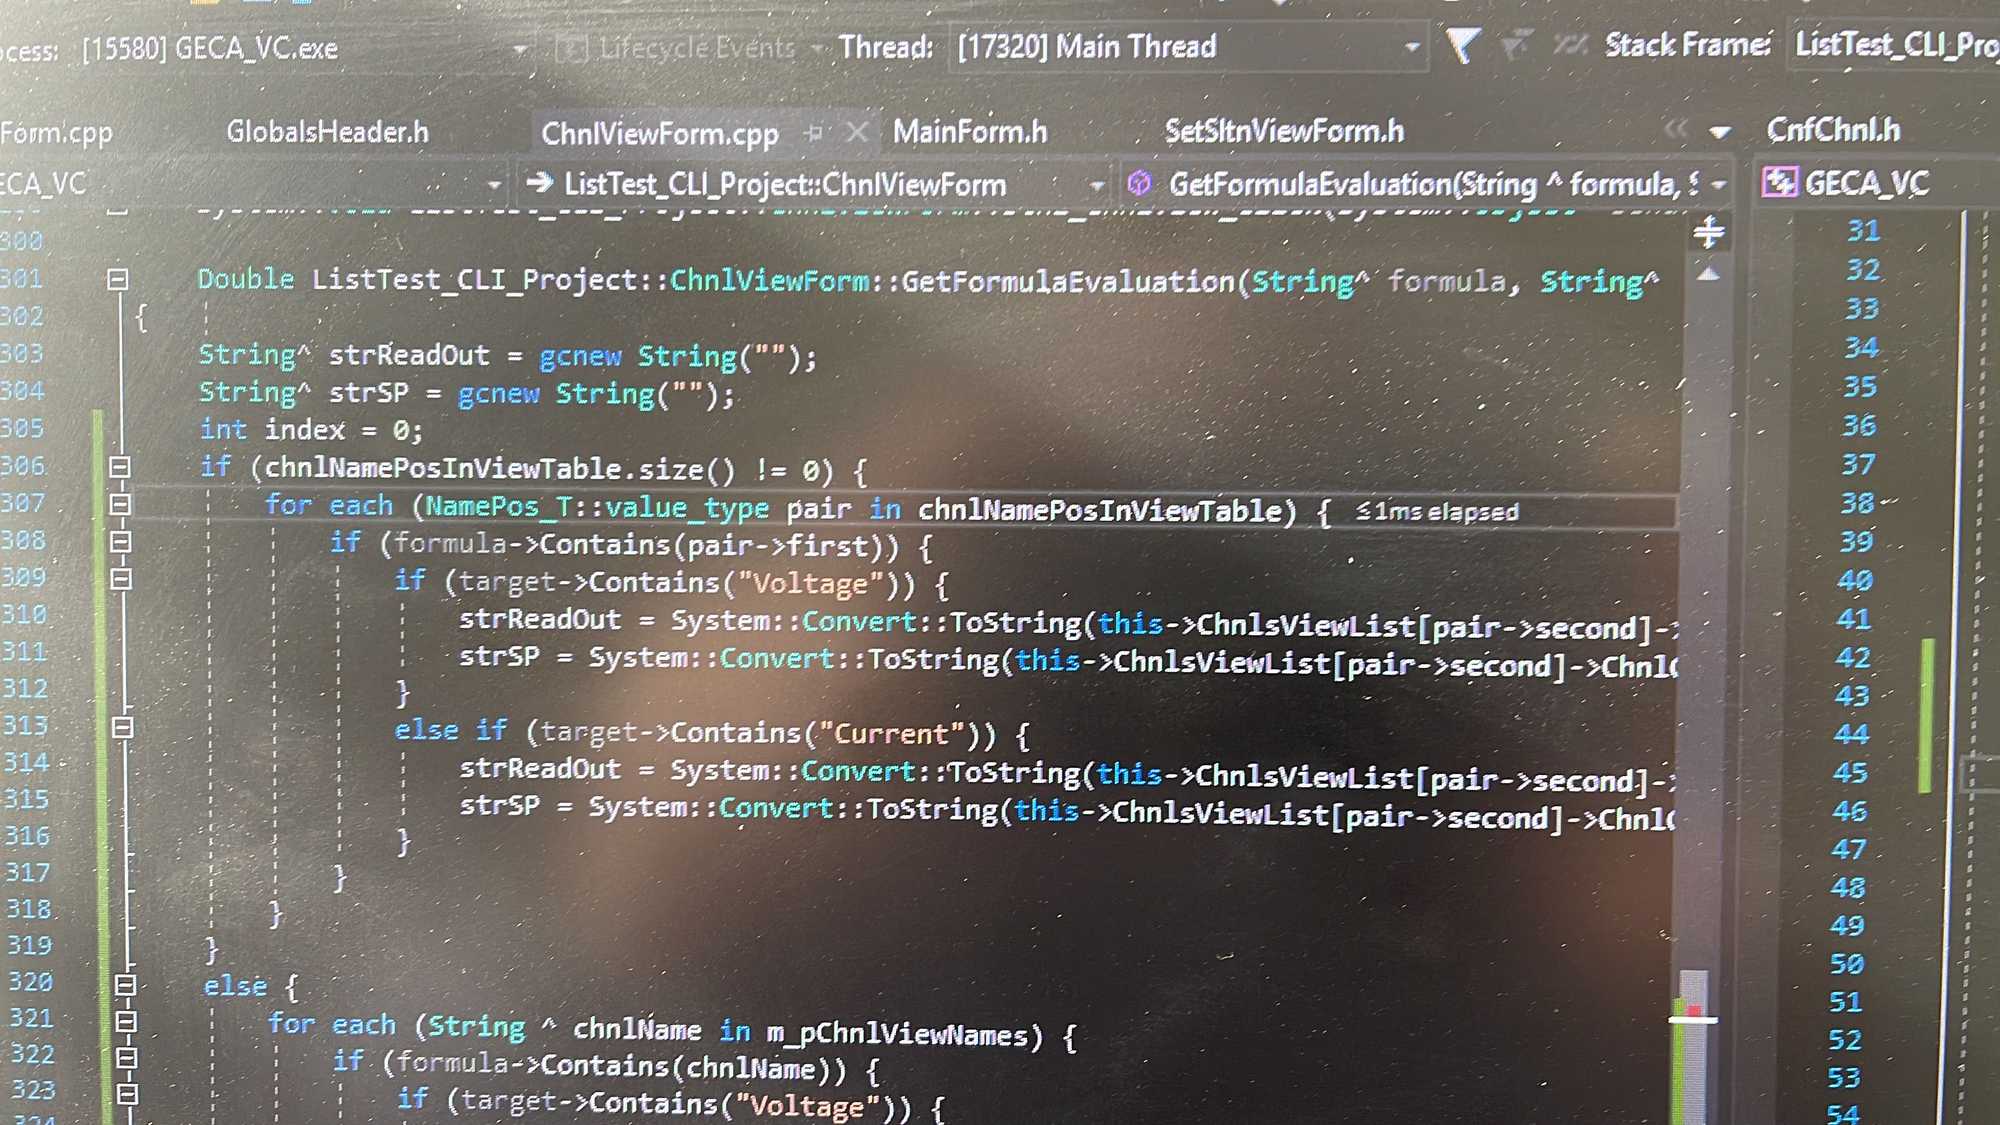 [15580] GECA_VC.exe Lifecycle Events Thread: [17320] Main Thread Stack Frame: ListTest_CLI_Pro
Form.cpp GlobalsHeader.h ChnlViewForm.cpp MainForm.h SetSltnViewForm.h CnfChnl.h
ECA_VC ListTest_CLI_Project::ChnlViewForm GetFormulaEvaluation(String ^ formula, S GECA_VC
300
301 Double ListTest_CLI_Project::ChnlViewForm::GetFormulaEvaluation(String^ formula, String^
302 {
303 String^ strReadOut = gcnew String("");
304 String^ strSP = gcnew String("");
305 int index = 0;
306 if (chnlNamePosInViewTable.size() != 0) {
307 for each (NamePos_T::value_type pair in chnlNamePosInViewTable) { ≤1ms elapsed
308 if (formula->Contains(pair->first)) {
309 if (target->Contains("Voltage")) {
310 strReadOut = System::Convert::ToString(this->ChnlsViewList[pair->second]->
311 strSP = System::Convert::ToString(this->ChnlsViewList[pair->second]->Chnl
312 }
313 else if (target->Contains("Current")) {
314 strReadOut = System::Convert::ToString(this->ChnlsViewList[pair->second]->
315 strSP = System::Convert::ToString(this->ChnlsViewList[pair->second]->Chnl
316 }
317 }
318 }
319 }
320 else {
321 for each (String ^ chnlName in m_pChnlViewNames) {
322 if (formula->Contains(chnlName)) {
323 if (target->Contains("Voltage")) {
31
32
33
34
35
36
37
38
39
40
41
42
43
44
45
46
47
48
49
50
51
52
53
54